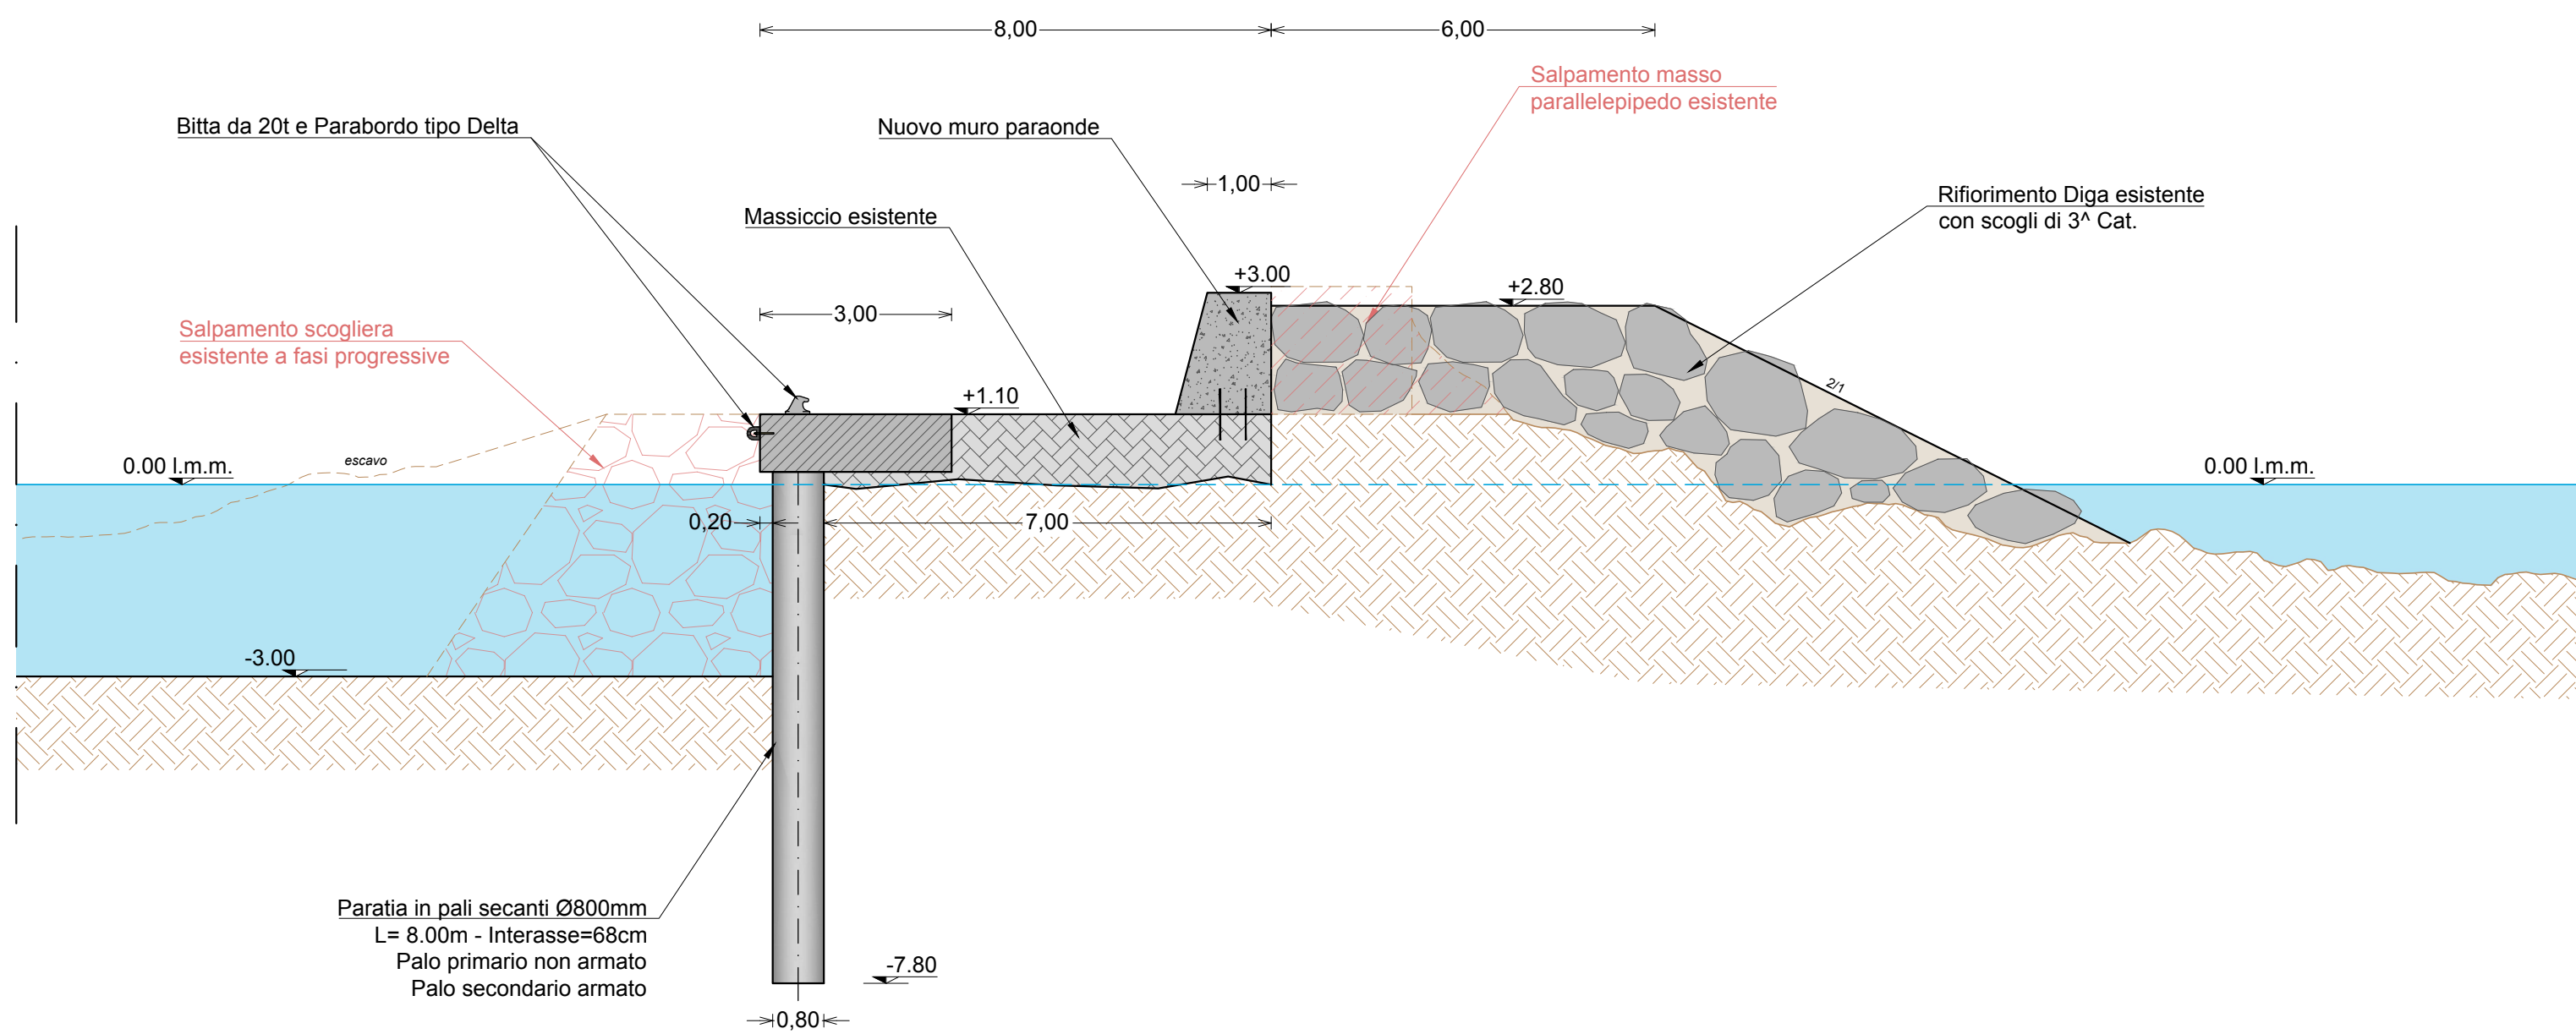 8,00
6,00
Salpamento masso
parallelepipedo esistente
Bitta da 20t e Parabordo tipo Delta
Nuovo muro paraonde
1,00
Rifiorimento Diga esistente
con scogli di 3^ Cat.
Massiccio esistente
+3.00
+2.80
3,00
Salpamento scogliera
esistente a fasi progressive
2/1
+1.10
escavo
0.00 l.m.m.
0.00 l.m.m.
0,20
7,00
-3.00
Paratia in pali secanti Ø800mm
L= 8.00m - Interasse=68cm
Palo primario non armato
Palo secondario armato
-7.80
0,80